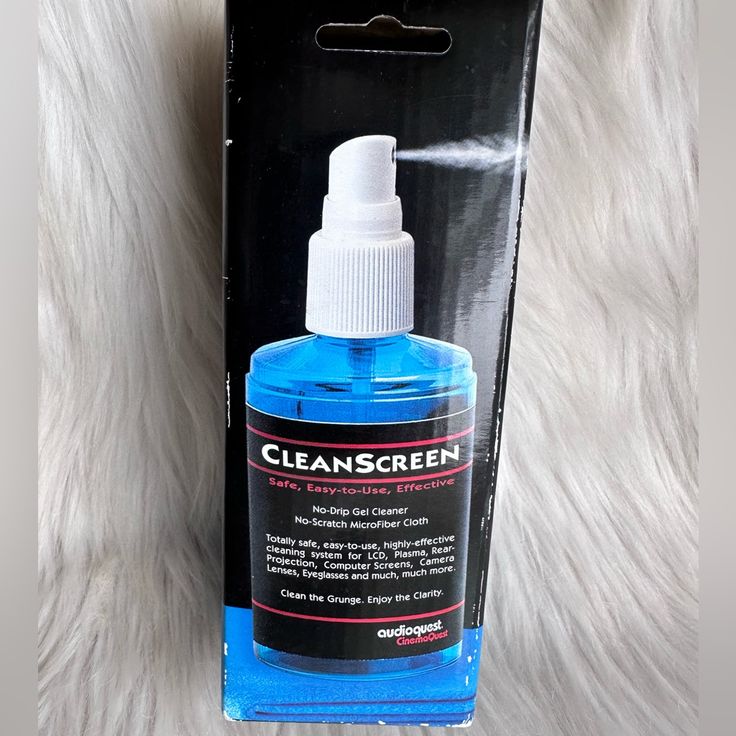 CLEANSCREEN
Safe, Easy-to-Use, Effective
No-Drip Gel Cleaner
No-Scratch MicroFiber Cloth
Totally safe, easy-to-use, highly-effective
cleaning system for LCD, Plasma, Rear-
Projection, Computer Screens, Camera
Lenses, Eyeglasses and much, much more.
Clean the Grunge. Enjoy the Clarity.
audioquest.
CinemaQuest